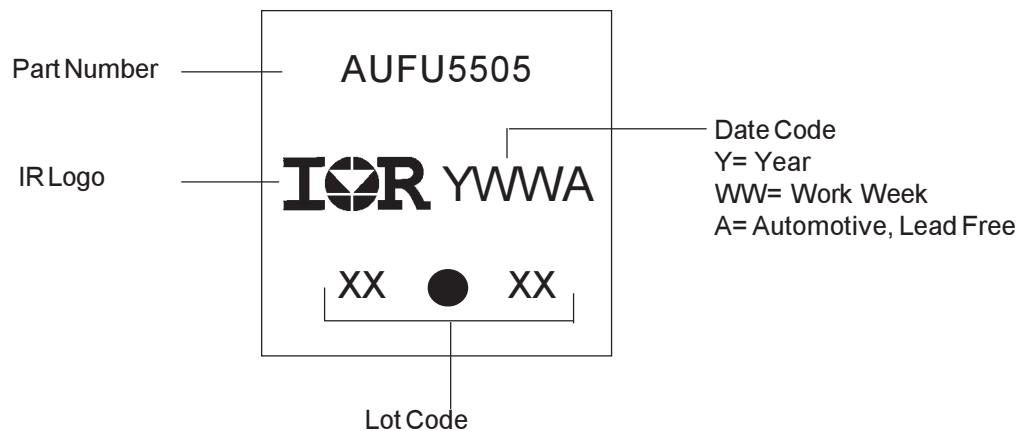 Part Number
AUFU5505
IR Logo
IOR YWWA
Date Code
Y= Year
WW= Work Week
A= Automotive, Lead Free
XX XX
Lot Code